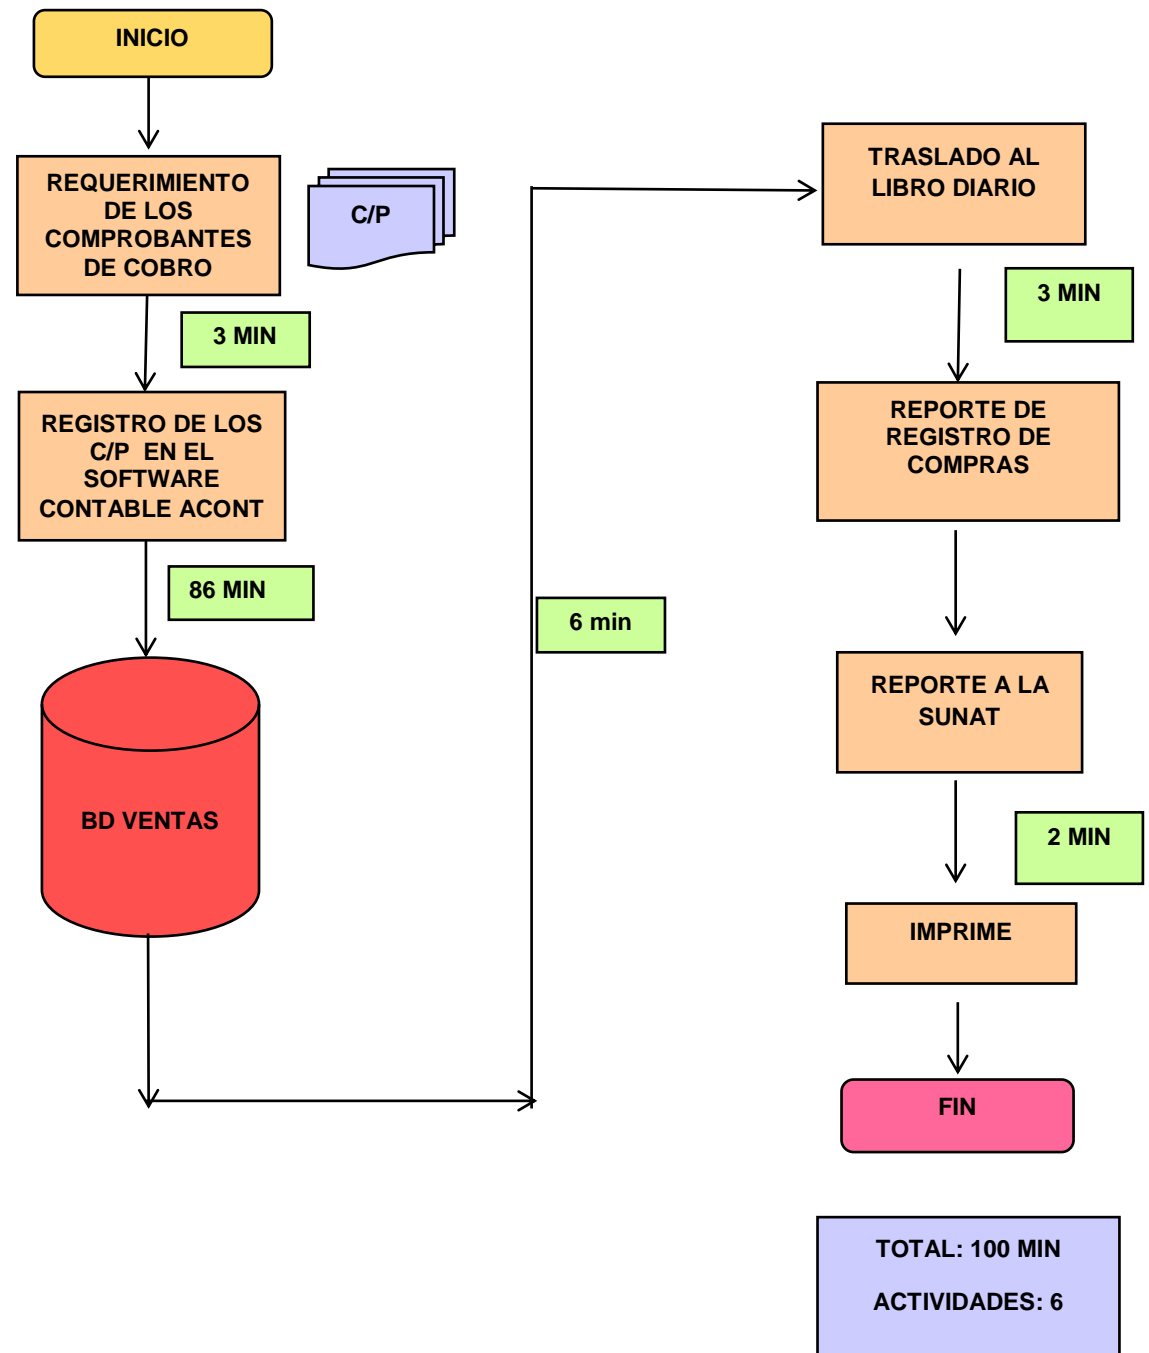 INICIO
REQUERIMIENTO
DE LOS
COMPROBANTES
DE COBRO
C/P
3 MIN
REGISTRO DE LOS
C/P EN EL
SOFTWARE
CONTABLE ACONT
86 MIN
BD VENTAS
6 min
TRASLADO AL
LIBRO DIARIO
3 MIN
REPORTE DE
REGISTRO DE
COMPRAS
REPORTE A LA
SUNAT
2 MIN
IMPRIME
FIN
TOTAL: 100 MIN
ACTIVIDADES: 6